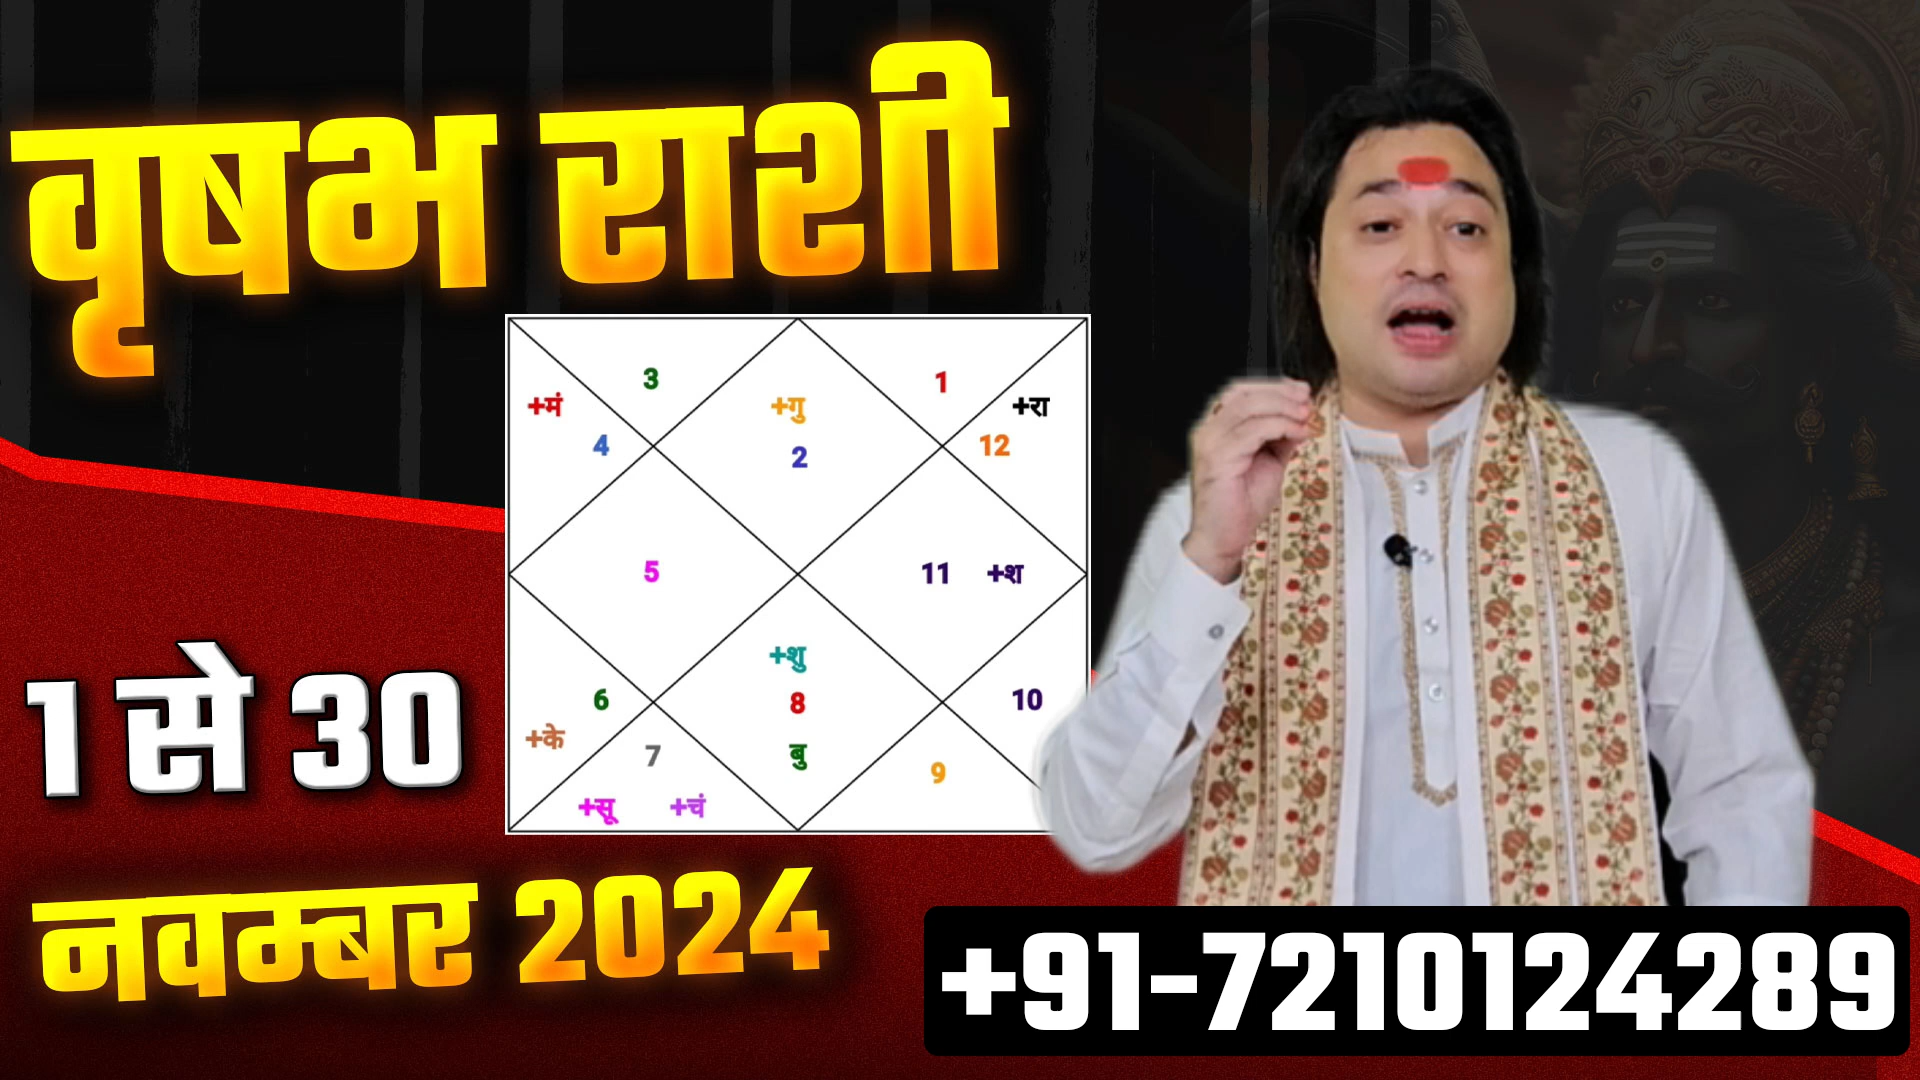 वृषभ राशी
3
1
+मं
+गु
+रा
4
2
12
5
11 +श
+शु
6
8
10
+के
7
बु
9
+सू +चं
1 से 30
नवम्बर 2024
+91-7210124289